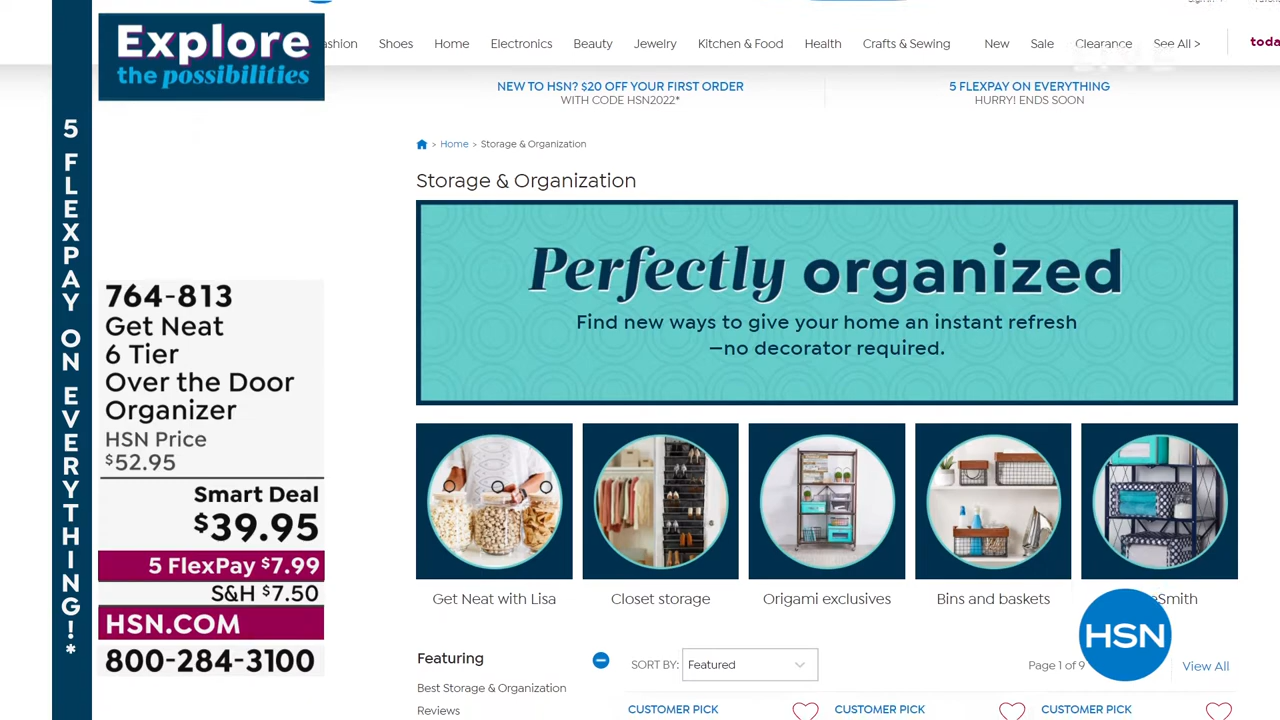 Explore
the possibilities
5 FLEXPAY ON EVERYTHING!*
764-813
Get Neat
6 Tier
Over the Door
Organizer
HSN Price
$52.95
Smart Deal
$39.95
5 FlexPay $7.99
S&H $7.50
HSN.COM
800-284-3100
Shoes Home Electronics Beauty Jewelry Kitchen & Food Health Crafts & Sewing New Sale Clearance See All >
NEW TO HSN? $20 OFF YOUR FIRST ORDER
WITH CODE HSN2022*
5 FLEXPAY ON EVERYTHING
HURRY! ENDS SOON
> Home > Storage & Organization
Storage & Organization
Perfectly organized
Find new ways to give your home an instant refresh
—no decorator required.
Get Neat with Lisa
Closet storage
Origami exclusives
Bins and baskets
HSN
Featuring
Best Storage & Organization
Reviews
SORT BY: Featured
Page 1 of 9
View All
CUSTOMER PICK
CUSTOMER PICK
CUSTOMER PICK